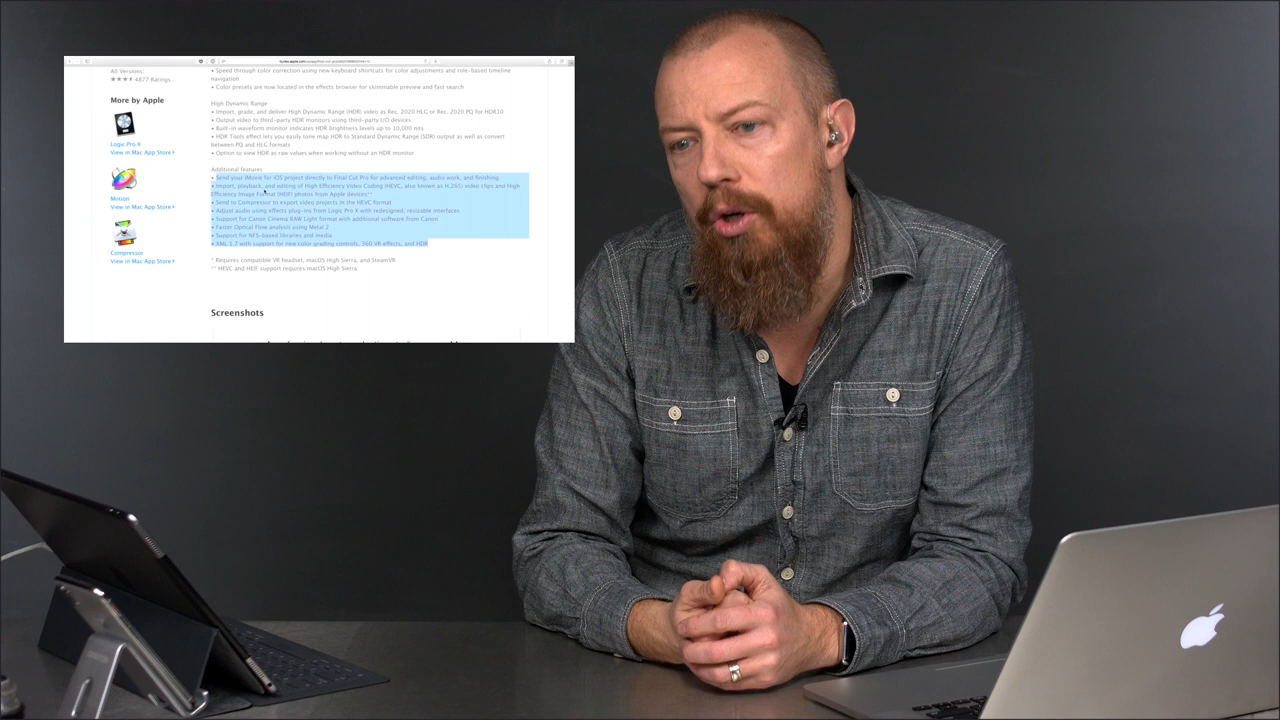 All Versions:
4877 Ratings
More by Apple
Logic Pro X
View in Mac App Store
Motion
View in Mac App Store
Compressor
View in Mac App Store
• Speed through color correction using new keyboard shortcuts for color adjustments and role-based timeline
navigation
• Color presets are now located in the effects browser for skimmable preview and fast search
High Dynamic Range
• Import, grade, and deliver High Dynamic Range (HDR) video as Rec. 2020 HLG or Rec. 2020 PQ for HDR10
• Output video to third-party HDR monitors using third-party I/O devices
• Built-in waveform monitor indicates HDR brightness levels up to 10,000 nits
• HDR Tools effect lets you easily tone map HDR to Standard Dynamic Range (SDR) output as well as convert
between PQ and HLG formats
• Option to view HDR as raw values when working without an HDR monitor
Additional features
• Send your iMovie for iOS project directly to Final Cut Pro for advanced editing, audio work, and finishing
• Import, playback, and editing of High Efficiency Video Coding (HEVC, also known as H.265) video clips and High
Efficiency Image Format (HEIF) photos from Apple devices**
• Send to Compressor to export video projects in the HEVC format
• Adjust audio using effects plug-ins from Logic Pro X with redesigned, resizable interfaces
• Support for Canon Cinema RAW Light format with additional software from Canon
• Faster Optical Flow analysis using Metal 2
• Support for NFS-based libraries and media
• XML 1.7 with support for new color grading controls, 360 VR effects, and HDR
* Requires compatible VR headset, macOS High Sierra, and SteamVR
** HEVC and HEIF support requires macOS High Sierra
Screenshots